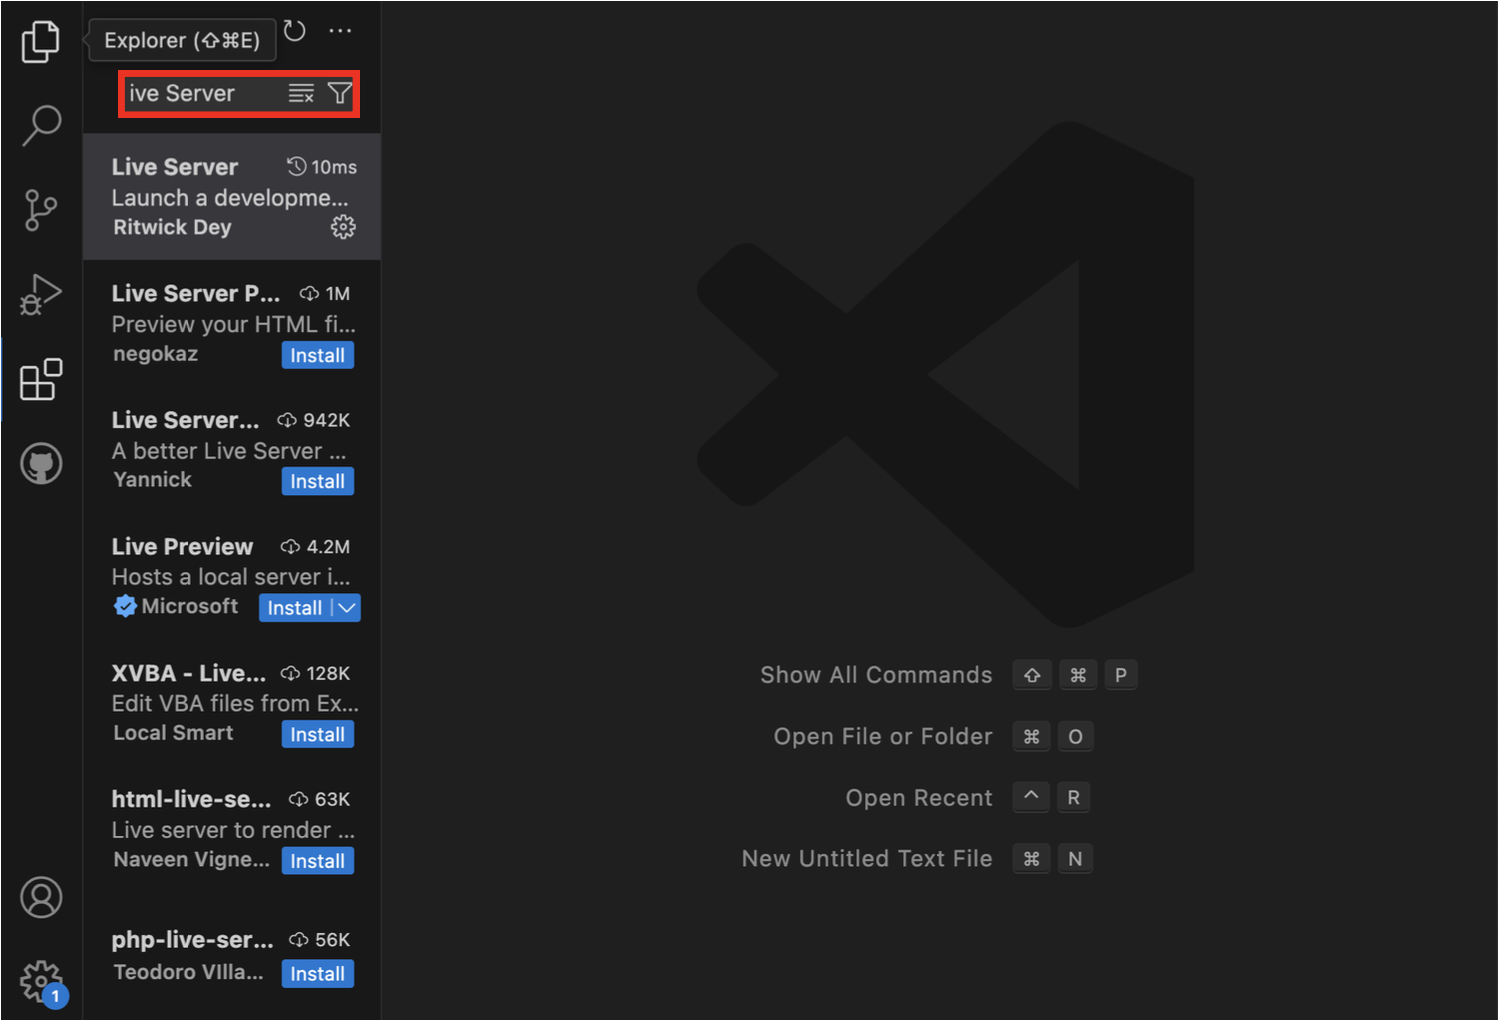 Explorer (⇧⌘E)
ive Server
Live Server 10ms
Launch a developme...
Ritwick Dey
Live Server P... 1M
Preview your HTML fi...
negokaz Install
Live Server... 942K
A better Live Server ...
Yannick Install
Live Preview 4.2M
Hosts a local server i...
Microsoft Install
XVBA - Live... 128K
Edit VBA files from Ex...
Local Smart Install
html-live-se... 63K
Live server to render ...
Naveen Vigne... Install
php-live-ser... 56K
Teodoro VIlla... Install
1
Show All Commands ⇧ ⌘ P
Open File or Folder ⌘ O
Open Recent ^ R
New Untitled Text File ⌘ N